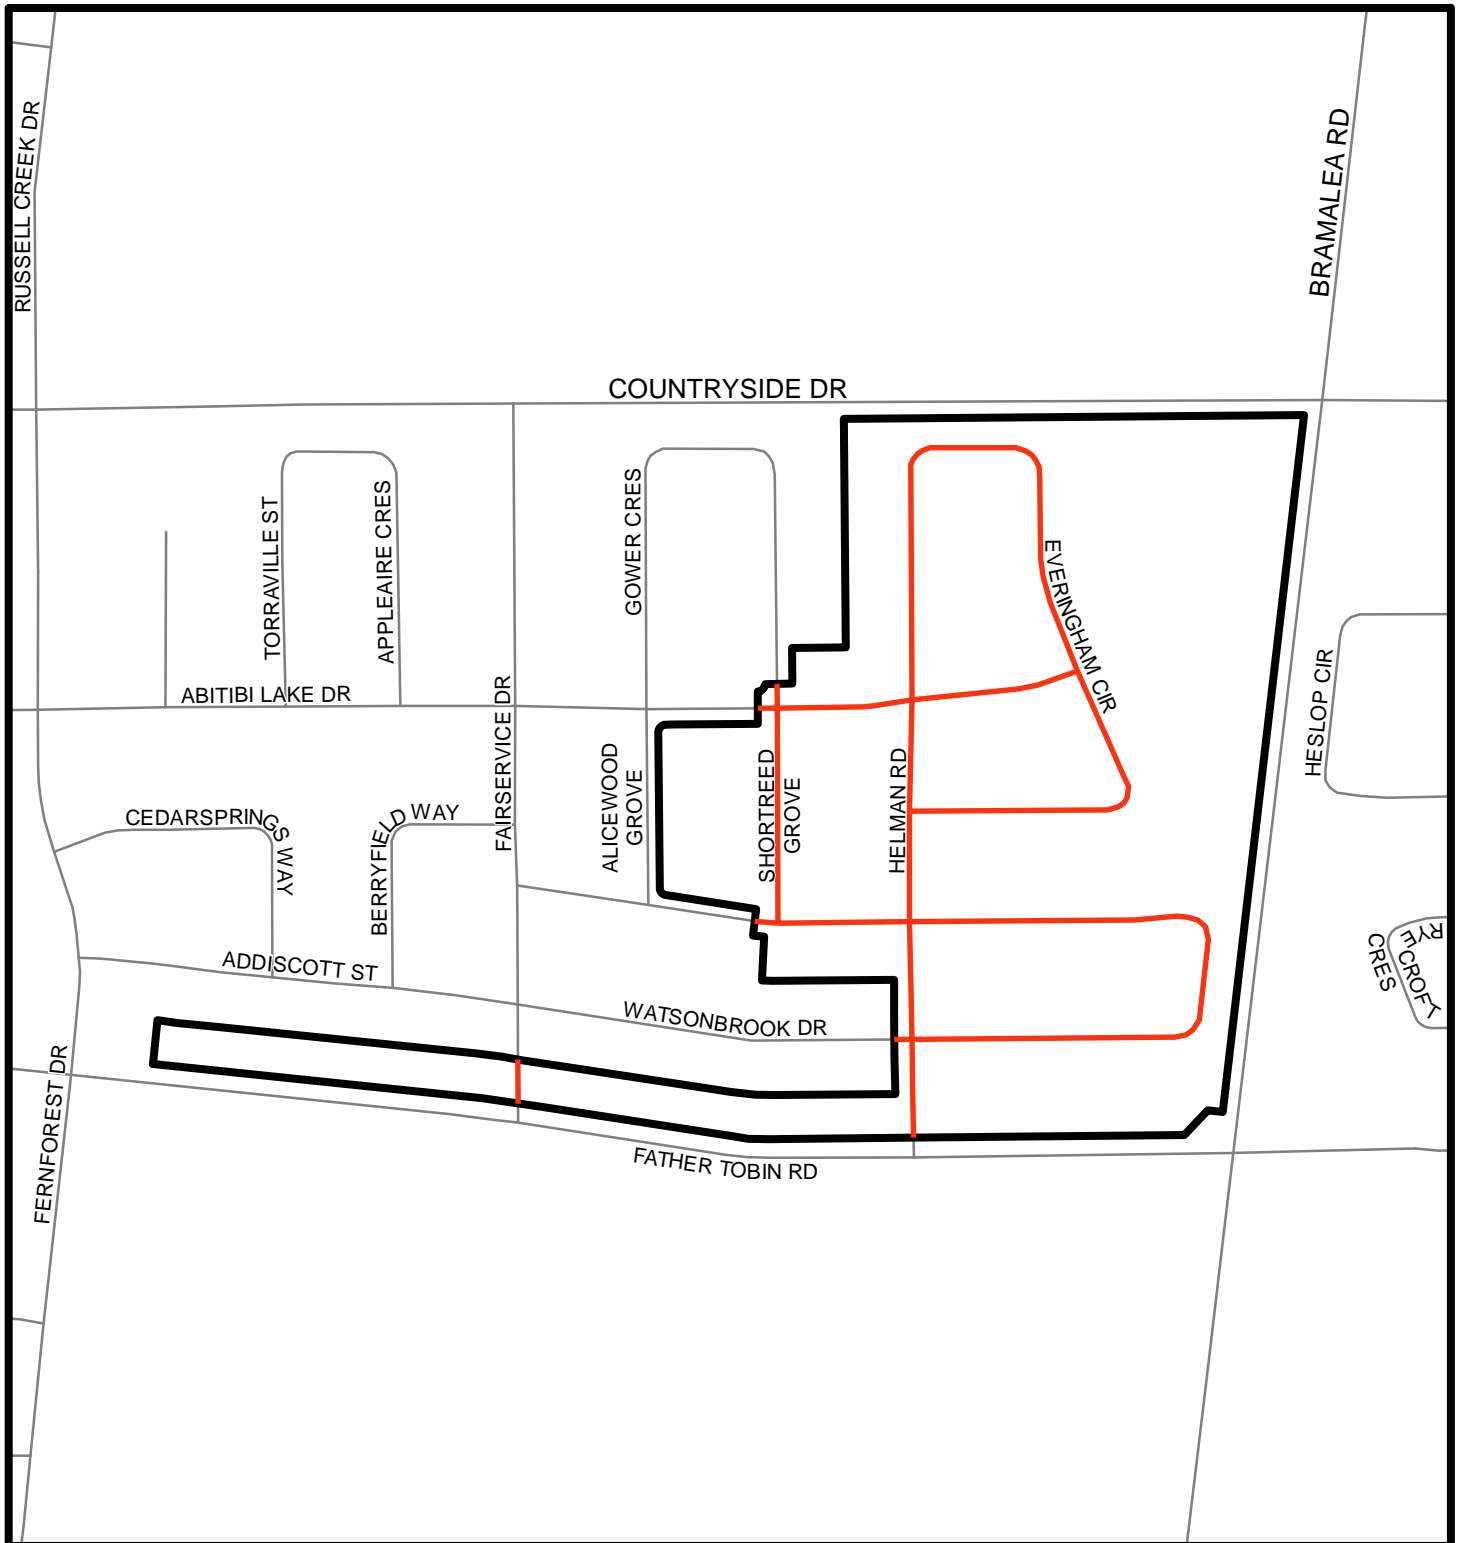 RUSSELL CREEK DR
BRAMALEA RD
COUNTRYSIDE DR
TORRAVILLE ST
APPLEAIRE CRES
GOWER CRES
EVERINGHAM CIR
ABITIBI LAKE DR
FAIRSERVICE DR
HESLOP CIR
ALICEWOOD
GROVE
SHORTREED
GROVE
HELMAN RD
CEDARSPRINGS WAY
BERRYFIELD WAY
RYE CROFT
CRES
ADDISCOTT ST
WATSONBROOK DR
FERNFOREST DR
FATHER TOBIN RD